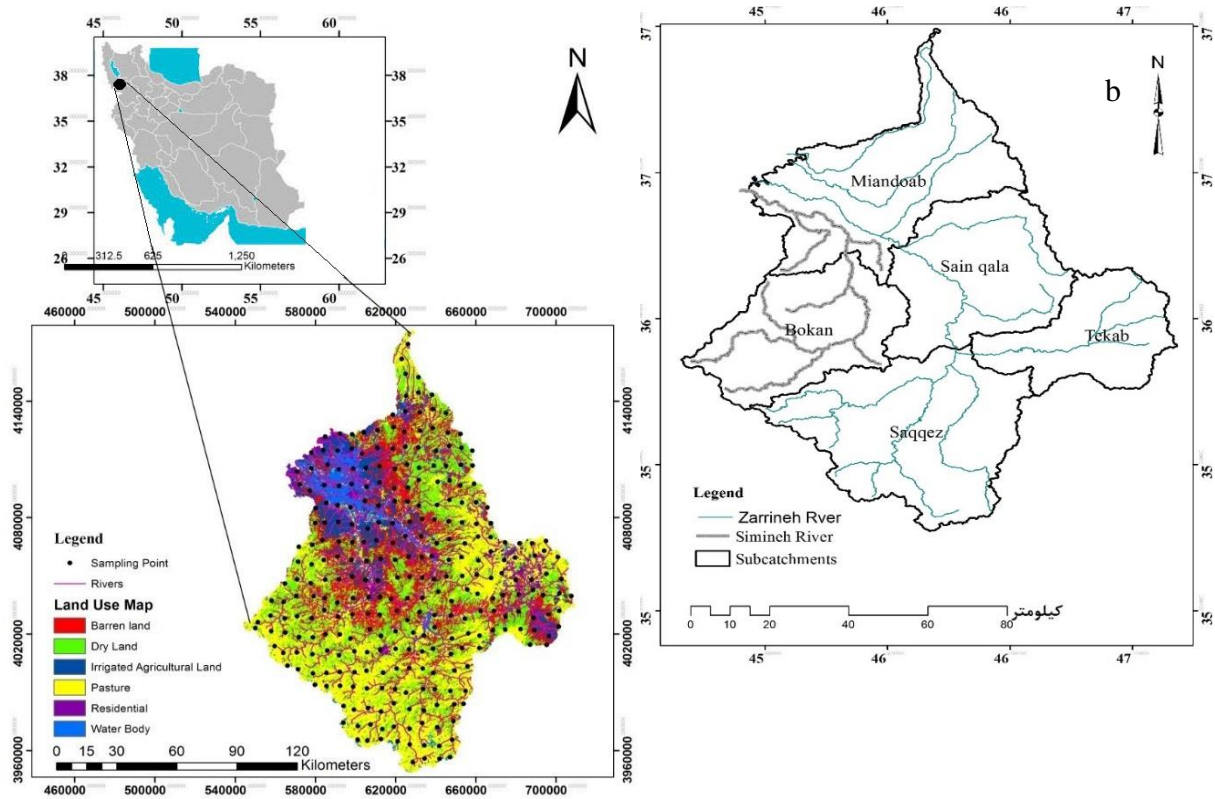 45 50 55 60
38
35
32
29
26
N
0 312.5 625 1,250
Kilometers
45 50 55 60
460000 500000 540000 580000 620000 660000 700000
4140000
4080000
4020000
3960000
4140000
4080000
4020000
3960000
Legend
Sampling Point
Rivers
Land Use Map
Barren land
Dry Land
Irrigated Agricultural Land
Pasture
Residential
Water Body
0 15 30 60 90 120
Kilometers
460000 500000 540000 580000 620000 660000 700000
45 46 46 47
37
37
36
35
35
b
N
Miandoab
Sain qala
Bokan
Tekab
Saqqez
Legend
Zarrineh Rver
Simineh River
Subcatchments
0 10 20 40 60 80
کیلومتر
37
37
36
35
35
45 46 46 47